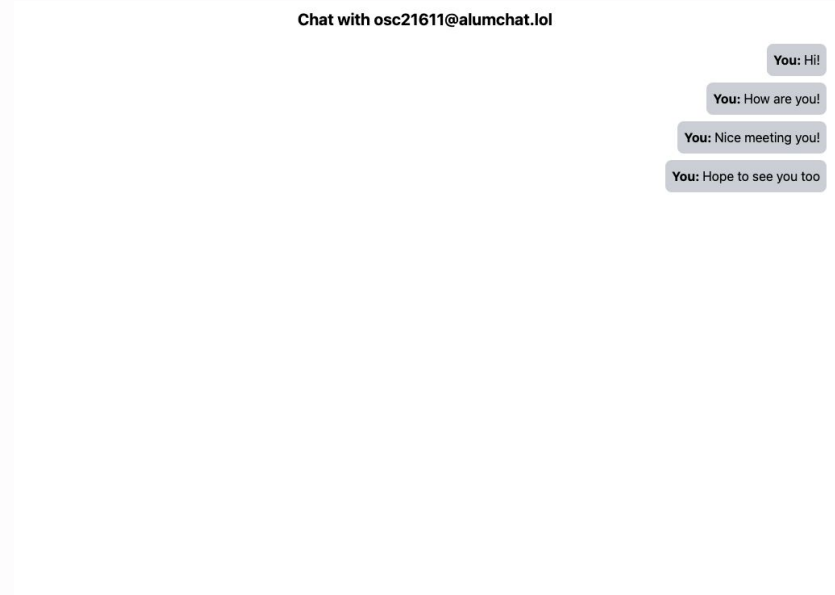 Chat with osc21611@alumchat.lol
You: Hi!
You: How are you!
You: Nice meeting you!
You: Hope to see you too